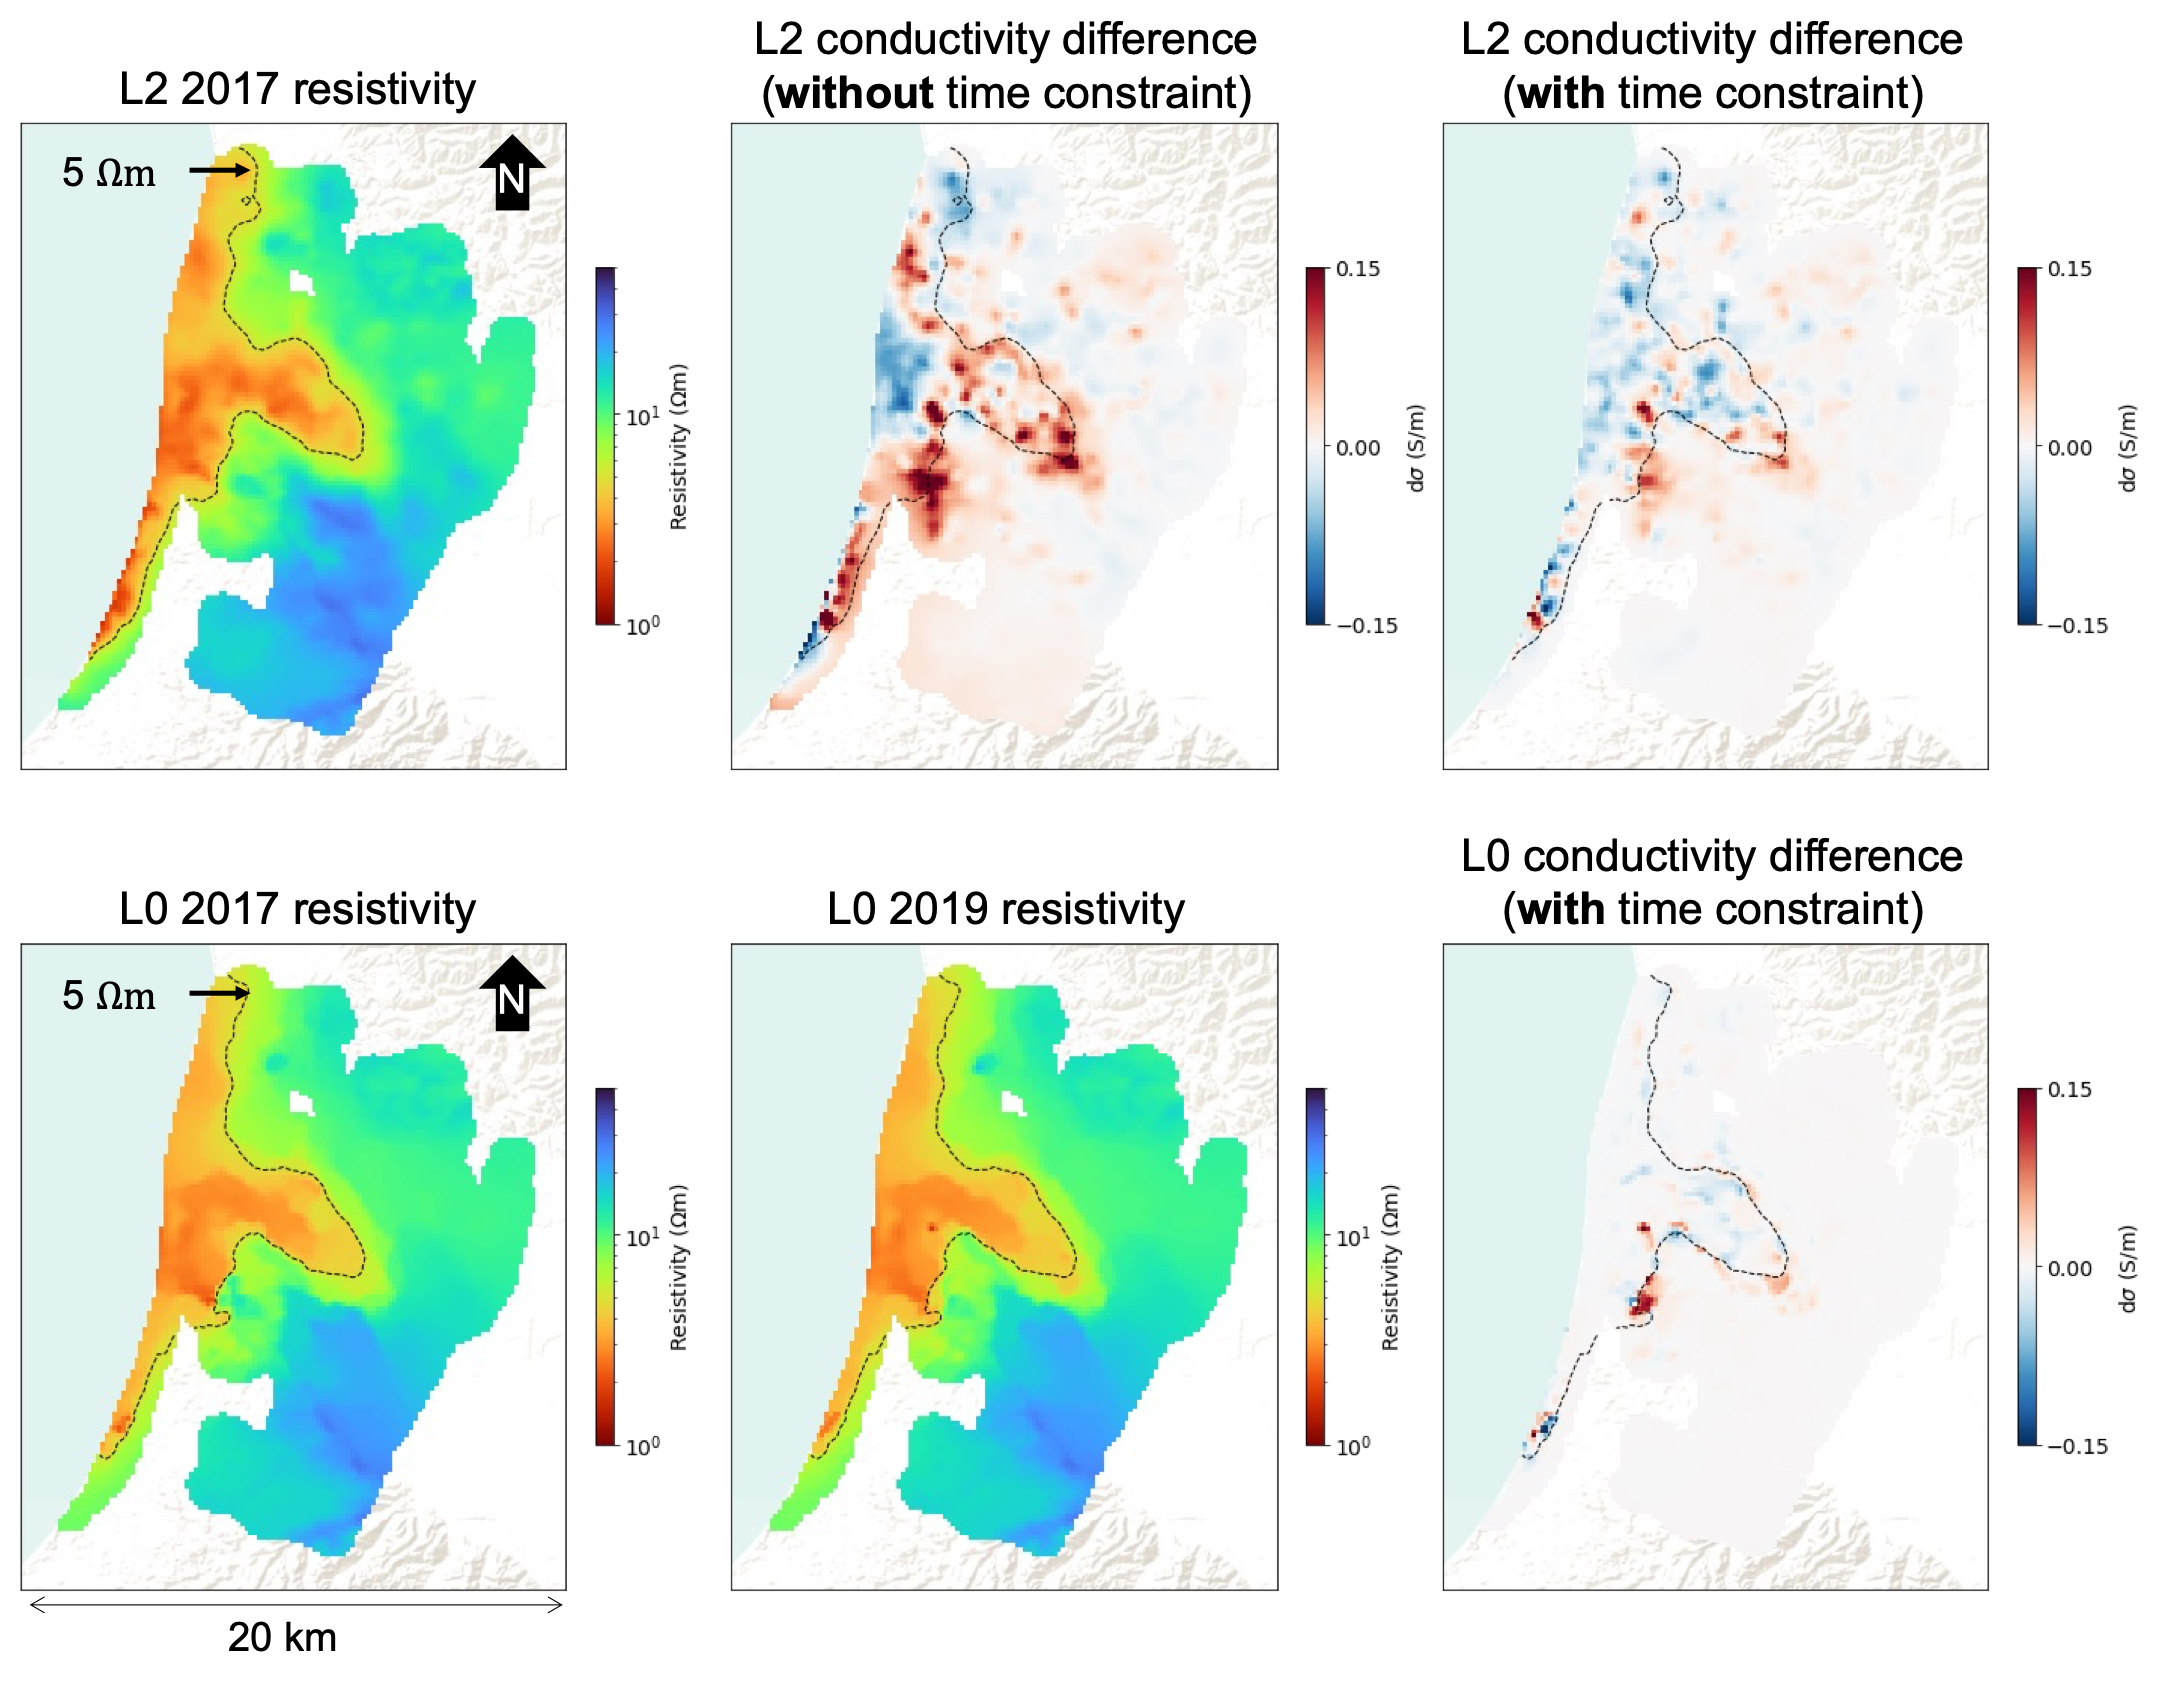 L2 conductivity difference
(without time constraint)
L2 conductivity difference
(with time constraint)
L2 2017 resistivity
5 Ωm
N
10¹
10⁰
Resistivity (Ωm)
0.15
0.00
−0.15
dσ (S/m)
0.15
0.00
−0.15
dσ (S/m)
L0 conductivity difference
(with time constraint)
L0 2017 resistivity
L0 2019 resistivity
5 Ωm
N
10¹
10⁰
Resistivity (Ωm)
10¹
10⁰
Resistivity (Ωm)
0.15
0.00
−0.15
dσ (S/m)
20 km